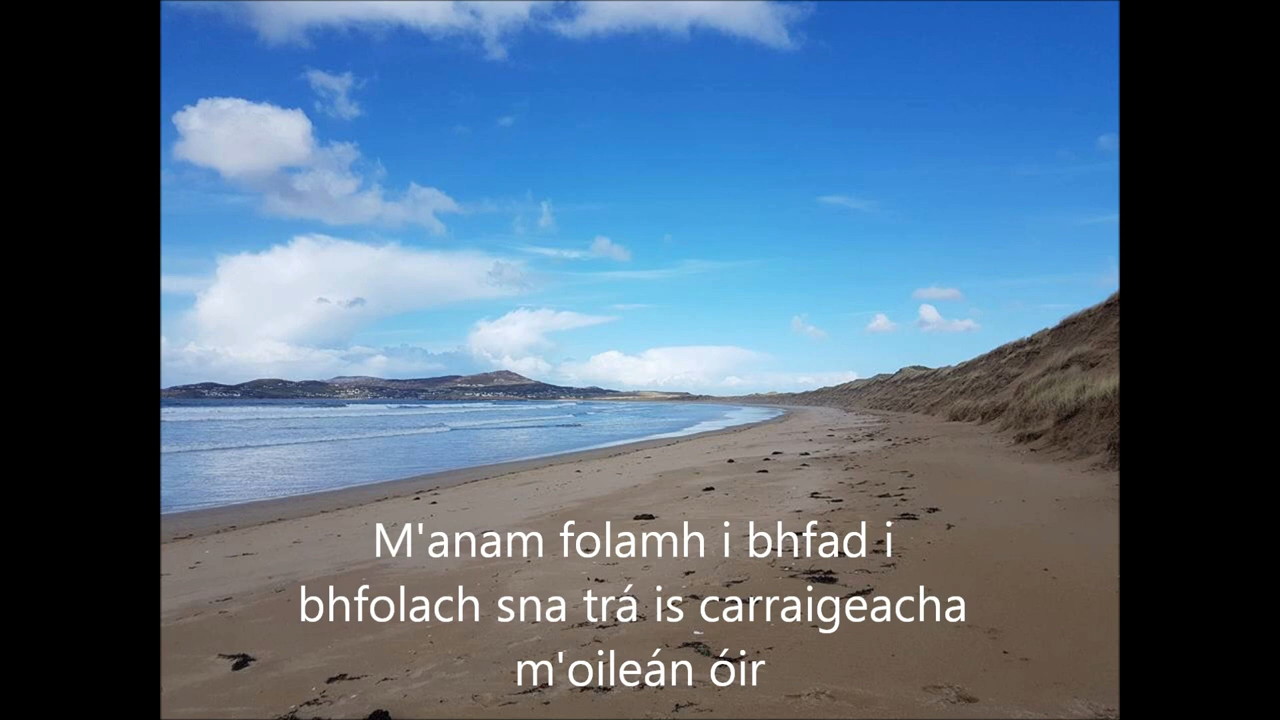 M'anam folamh i bhfad i
bhfolach sna trá is carraigeacha
m'oileán óir